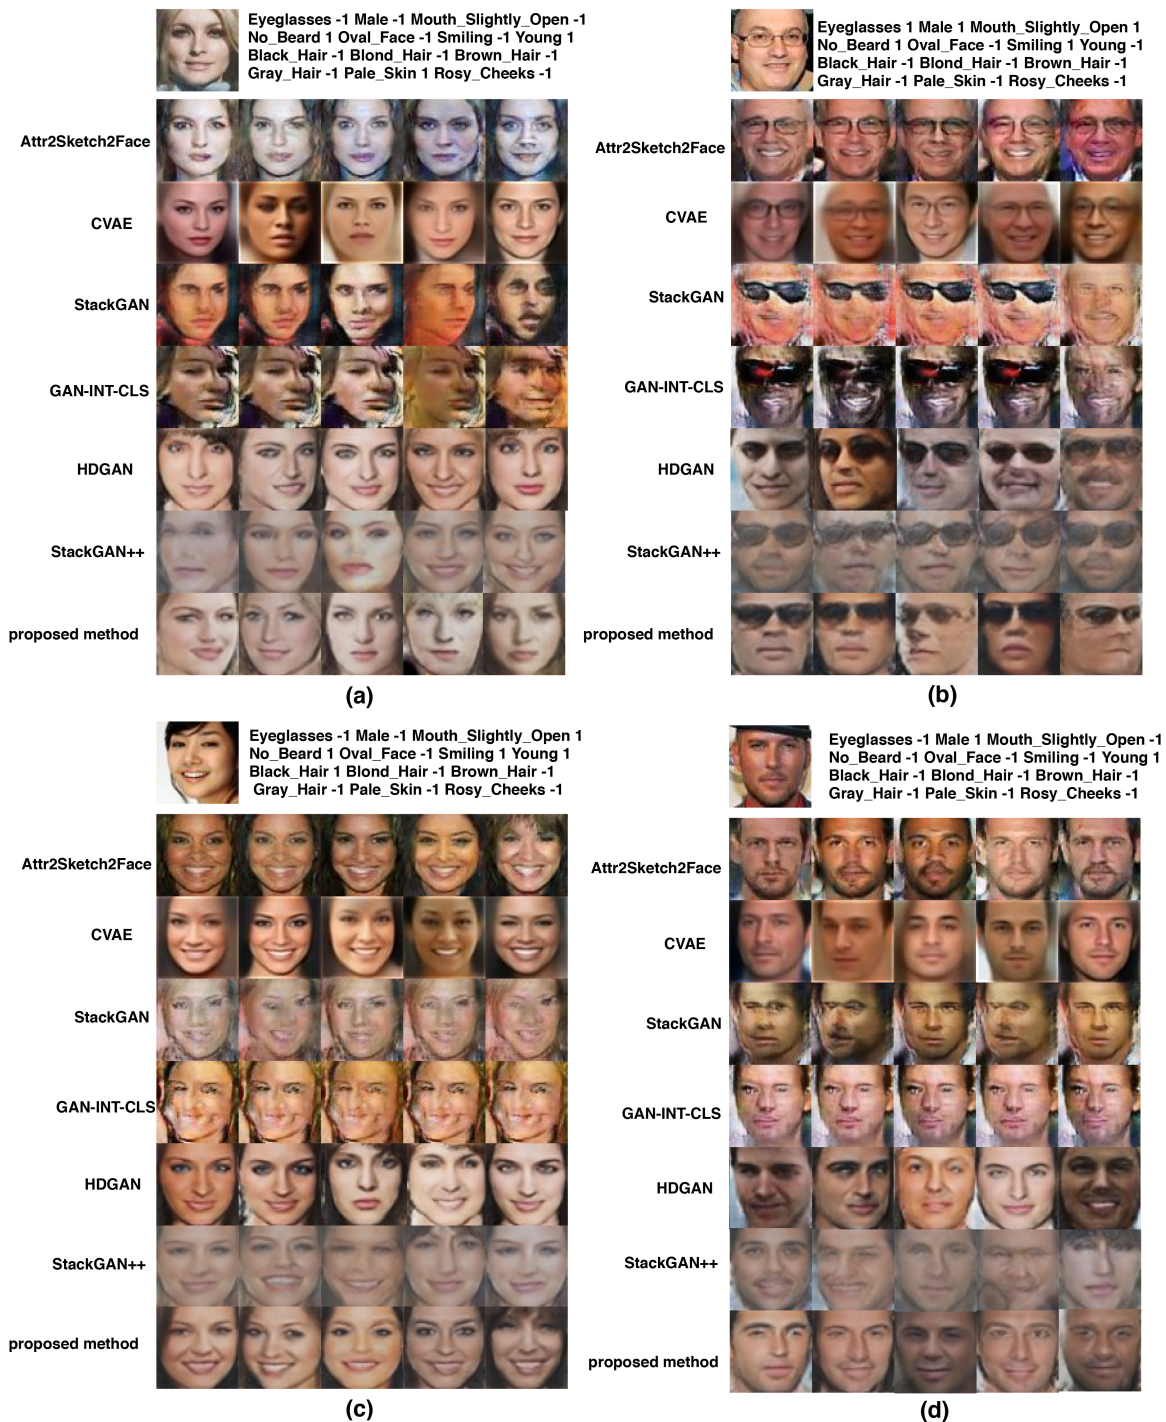 Eyeglasses -1 Male -1 Mouth_Slightly_Open -1
No_Beard 1 Oval_Face -1 Smiling -1 Young 1
Black_Hair -1 Blond_Hair -1 Brown_Hair -1
Gray_Hair -1 Pale_Skin 1 Rosy_Cheeks -1
Attr2Sketch2Face
CVAE
StackGAN
GAN-INT-CLS
HDGAN
StackGAN++
proposed method
(a)
Eyeglasses 1 Male 1 Mouth_Slightly_Open 1
No_Beard 1 Oval_Face -1 Smiling 1 Young -1
Black_Hair -1 Blond_Hair -1 Brown_Hair -1
Gray_Hair -1 Pale_Skin -1 Rosy_Cheeks -1
Attr2Sketch2Face
CVAE
StackGAN
GAN-INT-CLS
HDGAN
StackGAN++
proposed method
(b)
Eyeglasses -1 Male -1 Mouth_Slightly_Open 1
No_Beard 1 Oval_Face -1 Smiling 1 Young 1
Black_Hair 1 Blond_Hair -1 Brown_Hair -1
Gray_Hair -1 Pale_Skin -1 Rosy_Cheeks -1
Attr2Sketch2Face
CVAE
StackGAN
GAN-INT-CLS
HDGAN
StackGAN++
proposed method
(c)
Eyeglasses -1 Male 1 Mouth_Slightly_Open -1
No_Beard -1 Oval_Face -1 Smiling -1 Young 1
Black_Hair -1 Blond_Hair -1 Brown_Hair -1
Gray_Hair -1 Pale_Skin -1 Rosy_Cheeks -1
Attr2Sketch2Face
CVAE
StackGAN
GAN-INT-CLS
HDGAN
StackGAN++
proposed method
(d)